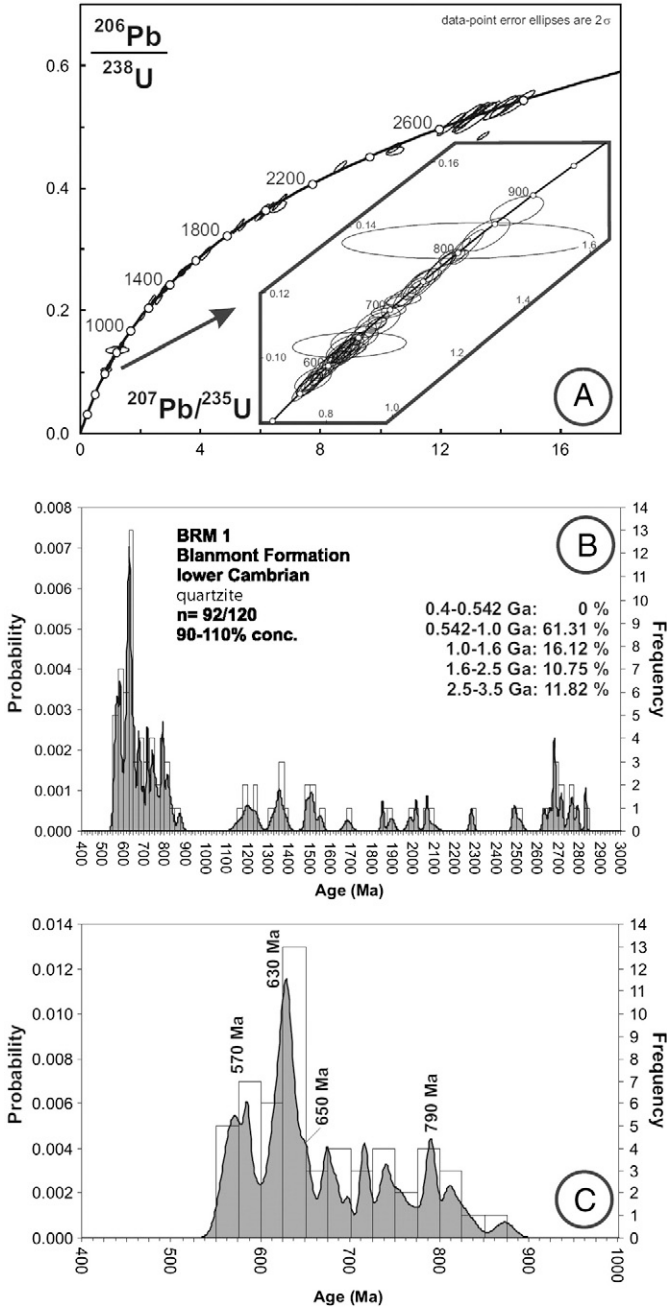 206Pb
238U
data-point error ellipses are 2σ
0.6
0.4
0.2
0.0
2600
2200
1800
1400
1000
0.16
900
0.14
800
1.6
0.12
700
1.4
0.10
600
1.2
0.8
1.0
207Pb/235U
A
0 4 8 12 16
0.008
0.007
0.006
0.005
0.004
0.003
0.002
0.001
0.000
Probability
BRM 1
Blanmont Formation
lower Cambrian
quartzite
n= 92/120
90-110% conc.
B
0.4-0.542 Ga: 0 %
0.542-1.0 Ga: 61.31 %
1.0-1.6 Ga: 16.12 %
1.6-2.5 Ga: 10.75 %
2.5-3.5 Ga: 11.82 %
14
13
12
11
10
9
8
7
6
5
4
3
2
1
0
Frequency
400 500 600 700 800 900 1000 1100 1200 1300 1400 1500 1600 1700 1800 1900 2000 2100 2200 2300 2400 2500 2600 2700 2800 2900 3000
Age (Ma)
0.014
0.012
0.010
0.008
0.006
0.004
0.002
0.000
Probability
570 Ma
630 Ma
650 Ma
790 Ma
C
14
13
12
11
10
9
8
7
6
5
4
3
2
1
0
Frequency
400 500 600 700 800 900 1000
Age (Ma)